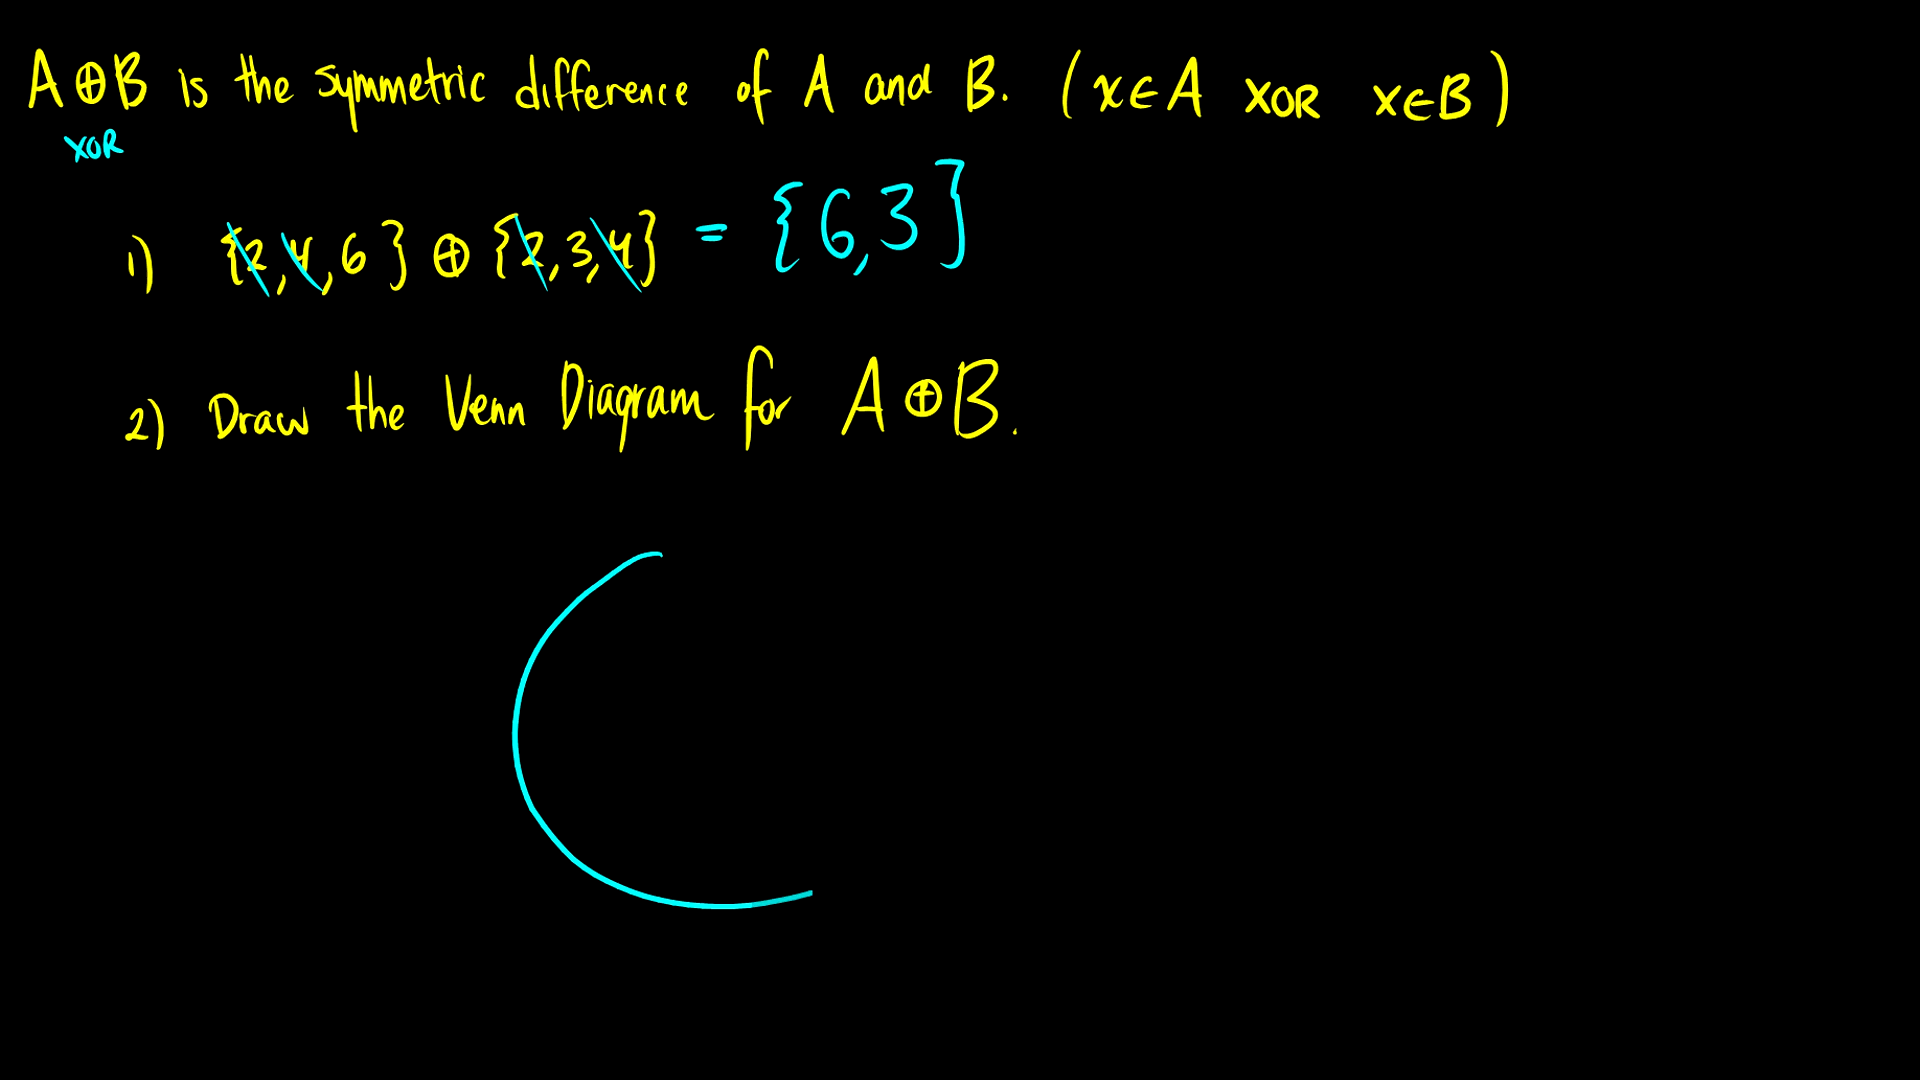 A ⊕ B is the symmetric difference of A and B. (x ∈ A XOR x ∈ B)
XOR
1) {2, 4, 6} ⊕ {2, 3, 4} = {6, 3}
2) Draw the Venn Diagram for A ⊕ B.